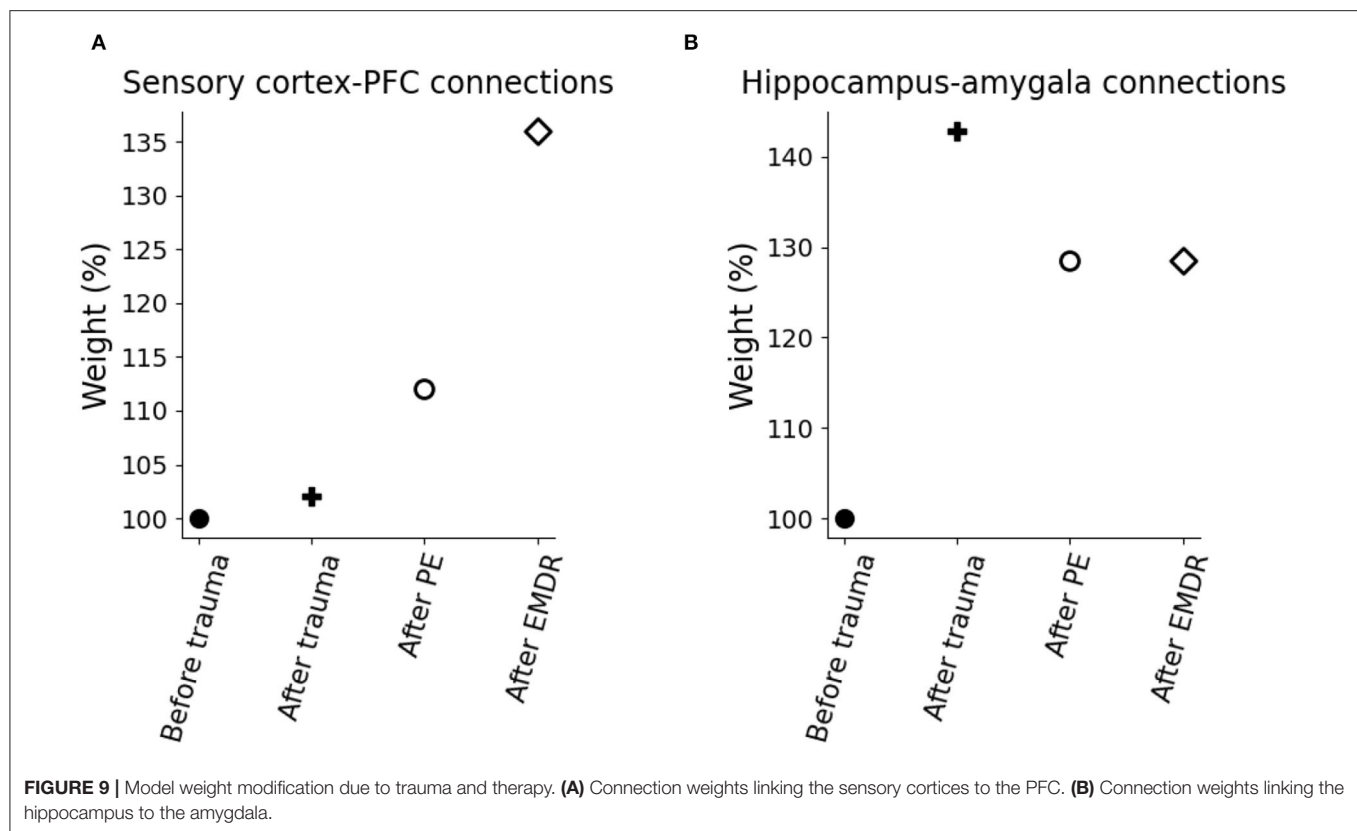 A
Sensory cortex-PFC connections
Weight (%)
135
130
125
120
115
110
105
100
Before trauma
After trauma
After PE
After EMDR
B
Hippocampus-amygala connections
Weight (%)
140
130
120
110
100
Before trauma
After trauma
After PE
After EMDR
FIGURE 9 | Model weight modification due to trauma and therapy. (A) Connection weights linking the sensory cortices to the PFC. (B) Connection weights linking the
hippocampus to the amygdala.